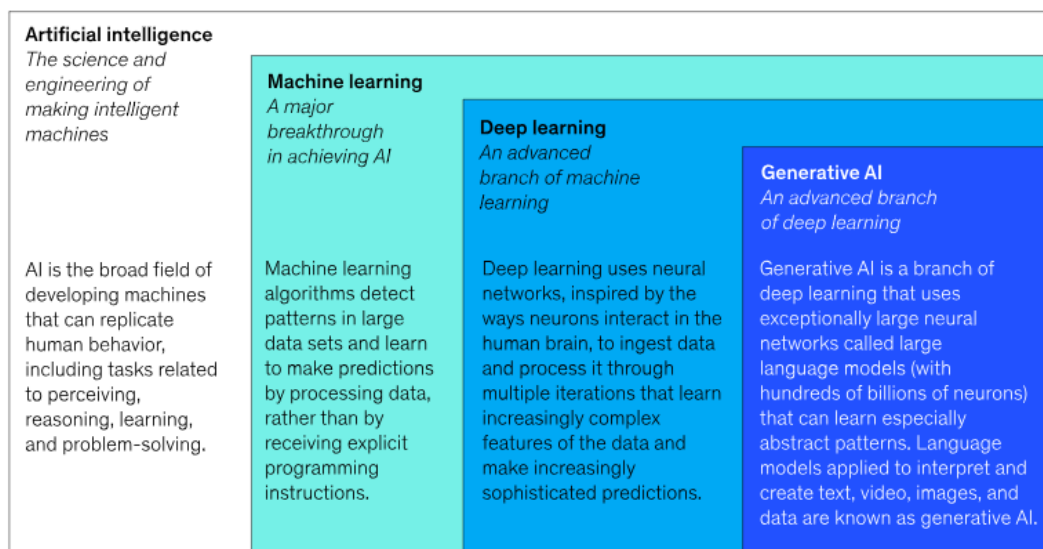 Artificial intelligence
The science and
engineering of
making intelligent
machines
AI is the broad field of
developing machines
that can replicate
human behavior,
including tasks related
to perceiving,
reasoning, learning,
and problem-solving.
Machine learning
A major
breakthrough
in achieving AI
Machine learning
algorithms detect
patterns in large
data sets and learn
to make predictions
by processing data,
rather than by
receiving explicit
programming
instructions.
Deep learning
An advanced
branch of machine
learning
Deep learning uses neural
networks, inspired by the
ways neurons interact in the
human brain, to ingest data
and process it through
multiple iterations that learn
increasingly complex
features of the data and
make increasingly
sophisticated predictions.
Generative AI
An advanced branch
of deep learning
Generative AI is a branch of
deep learning that uses
exceptionally large neural
networks called large
language models (with
hundreds of billions of neurons)
that can learn especially
abstract patterns. Language
models applied to interpret and
create text, video, images, and
data are known as generative AI.